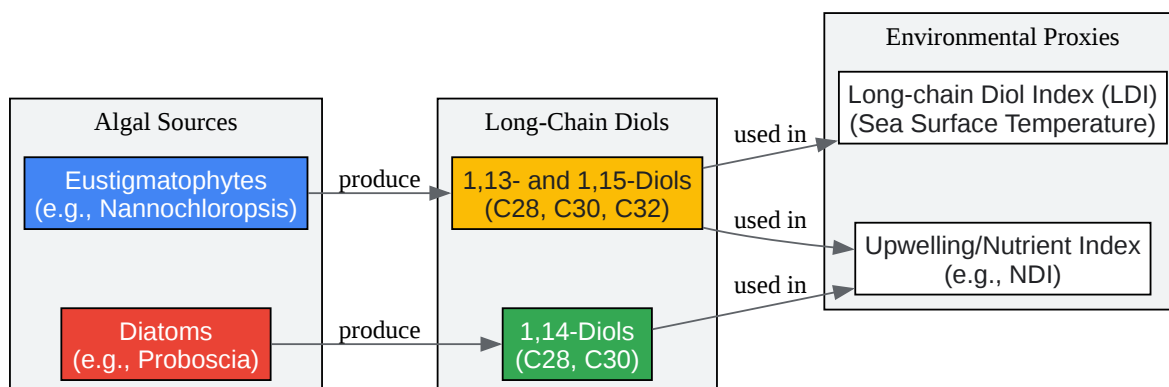 Environmental Proxies
Algal Sources
Long-Chain Diols
Long-chain Diol Index (LDI)
(Sea Surface Temperature)
used in
Eustigmatophytes
(e.g., Nannochloropsis)
produce
1,13- and 1,15-Diols
(C28, C30, C32)
used in
Upwelling/Nutrient Index
(e.g., NDI)
used in
Diatoms
(e.g., Proboscia)
produce
1,14-Diols
(C28, C30)